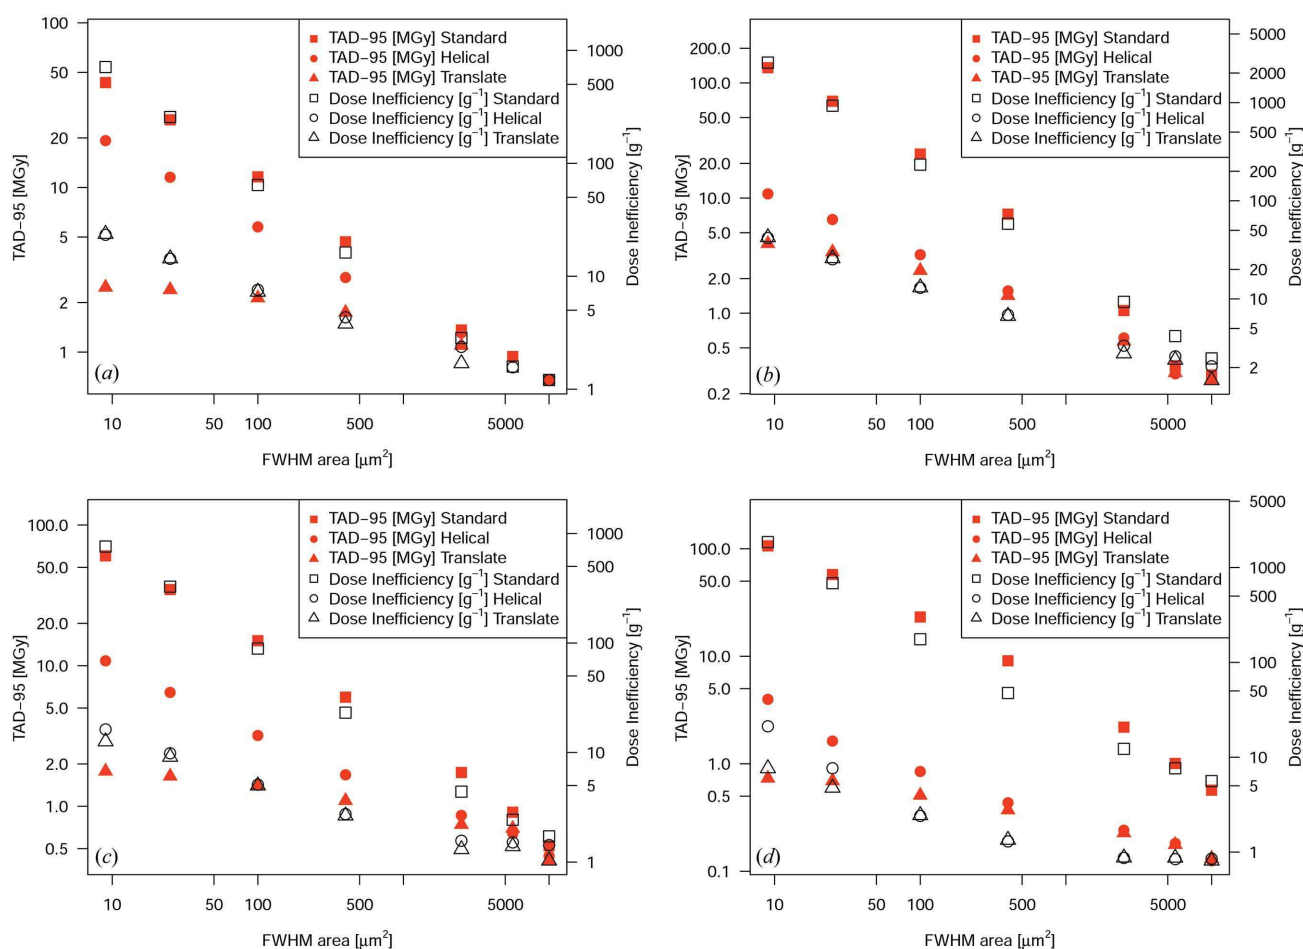 TAD−95 [MGy] Standard
TAD−95 [MGy] Helical
TAD−95 [MGy] Translate
Dose Inefficiency [g⁻¹] Standard
Dose Inefficiency [g⁻¹] Helical
Dose Inefficiency [g⁻¹] Translate
100
50
20
10
5
2
1
TAD−95 [MGy]
1000
500
100
50
10
5
1
Dose Inefficiency [g⁻¹]
(a)
10 50 100 500 5000
FWHM area [μm²]
TAD−95 [MGy] Standard
TAD−95 [MGy] Helical
TAD−95 [MGy] Translate
Dose Inefficiency [g⁻¹] Standard
Dose Inefficiency [g⁻¹] Helical
Dose Inefficiency [g⁻¹] Translate
200.0
100.0
50.0
20.0
10.0
5.0
2.0
1.0
0.5
0.2
TAD−95 [MGy]
5000
2000
1000
500
200
100
50
20
10
5
2
Dose Inefficiency [g⁻¹]
(b)
10 50 100 500 5000
FWHM area [μm²]
TAD−95 [MGy] Standard
TAD−95 [MGy] Helical
TAD−95 [MGy] Translate
Dose Inefficiency [g⁻¹] Standard
Dose Inefficiency [g⁻¹] Helical
Dose Inefficiency [g⁻¹] Translate
100.0
50.0
20.0
10.0
5.0
2.0
1.0
0.5
TAD−95 [MGy]
1000
500
100
50
10
5
1
Dose Inefficiency [g⁻¹]
(c)
10 50 100 500 5000
FWHM area [μm²]
TAD−95 [MGy] Standard
TAD−95 [MGy] Helical
TAD−95 [MGy] Translate
Dose Inefficiency [g⁻¹] Standard
Dose Inefficiency [g⁻¹] Helical
Dose Inefficiency [g⁻¹] Translate
100.0
50.0
10.0
5.0
1.0
0.5
0.1
TAD−95 [MGy]
5000
1000
500
100
50
10
5
1
Dose Inefficiency [g⁻¹]
(d)
10 50 100 500 5000
FWHM area [μm²]